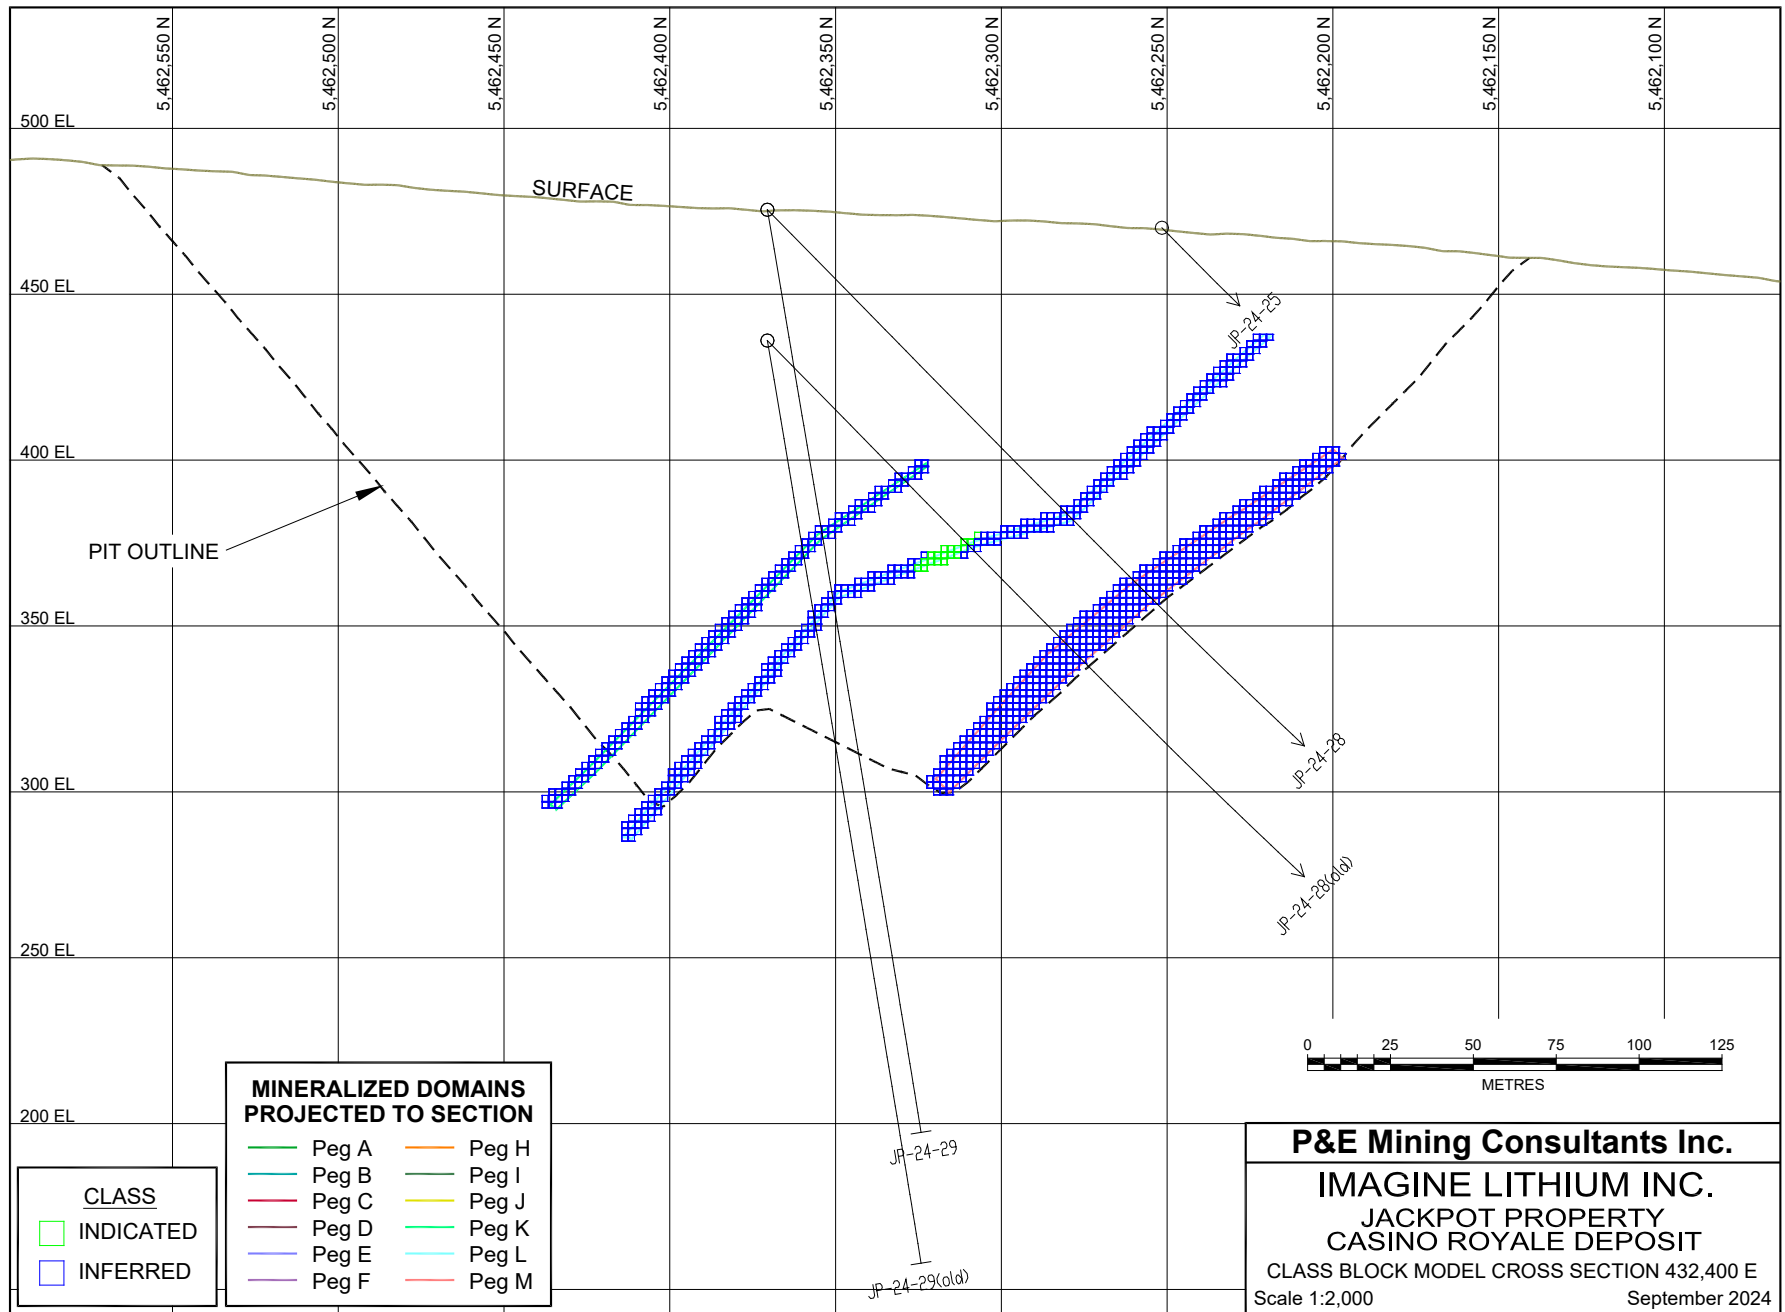 5,462,550 N
5,462,500 N
5,462,450 N
5,462,400 N
5,462,350 N
5,462,300 N
5,462,250 N
5,462,200 N
5,462,150 N
5,462,100 N
500 EL
SURFACE
450 EL
JP-24-25
400 EL
PIT OUTLINE
350 EL
JP-24-28
300 EL
JP-24-28(old)
250 EL
0 25 50 75 100 125
METRES
200 EL
JP-24-29
JP-24-29(old)
MINERALIZED DOMAINS
PROJECTED TO SECTION
Peg A
Peg B
Peg C
Peg D
Peg E
Peg F
Peg H
Peg I
Peg J
Peg K
Peg L
Peg M
CLASS
INDICATED
INFERRED
P&E Mining Consultants Inc.
IMAGINE LITHIUM INC.
JACKPOT PROPERTY
CASINO ROYALE DEPOSIT
CLASS BLOCK MODEL CROSS SECTION 432,400 E
Scale 1:2,000 September 2024